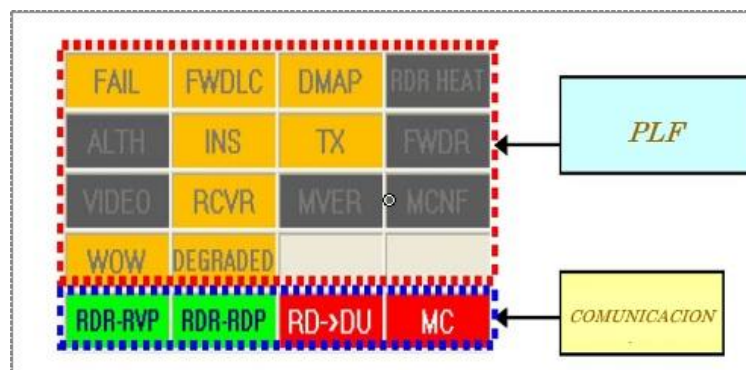 FAIL FWDLC DMAP RDR HEAT
ALTH INS TX FWDR
VIDEO RCVR MVER MCNF
WOW DEGRADED
RDR-RVP RDR-RDP RD->DU MC
PLF
COMUNICACION